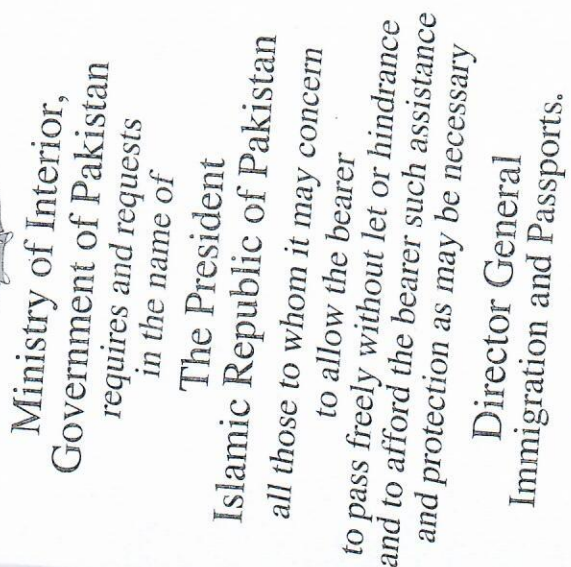 Ministry of Interior,
Government of Pakistan
requires and requests
in the name of
The President
Islamic Republic of Pakistan
all those to whom it may concern
to allow the bearer
to pass freely without let or hindrance
and to afford the bearer such assistance
and protection as may be necessary
Director General
Immigration and Passports.